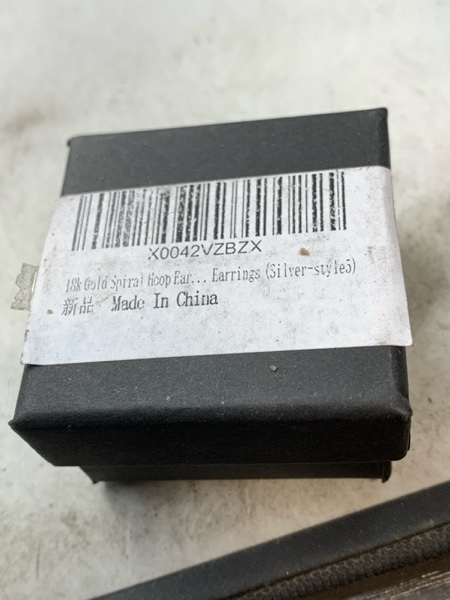 X0042VZBZX
18k Gold Spiral Hoop Ear... Earrings (Silver-style5)
新品 Made In China